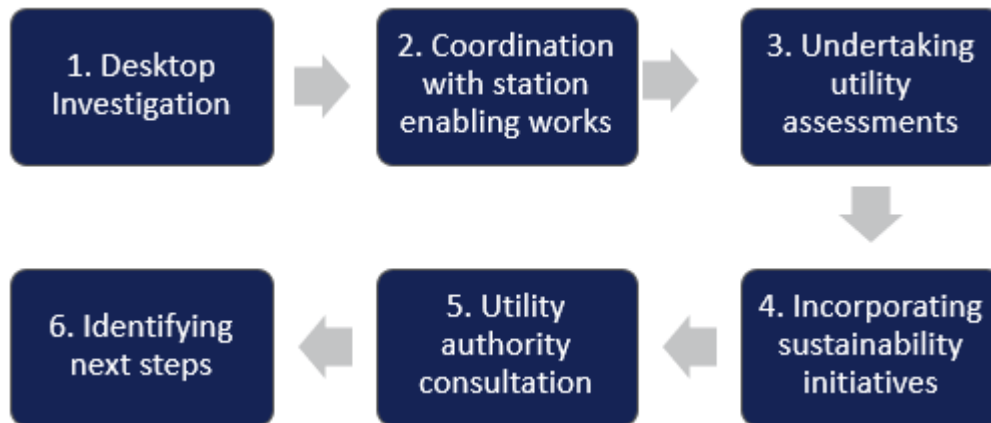 1. Desktop
Investigation
2. Coordination
with station
enabling works
3. Undertaking
utility
assessments
4. Incorporating
sustainability
initiatives
5. Utility
authority
consultation
6. Identifying
next steps